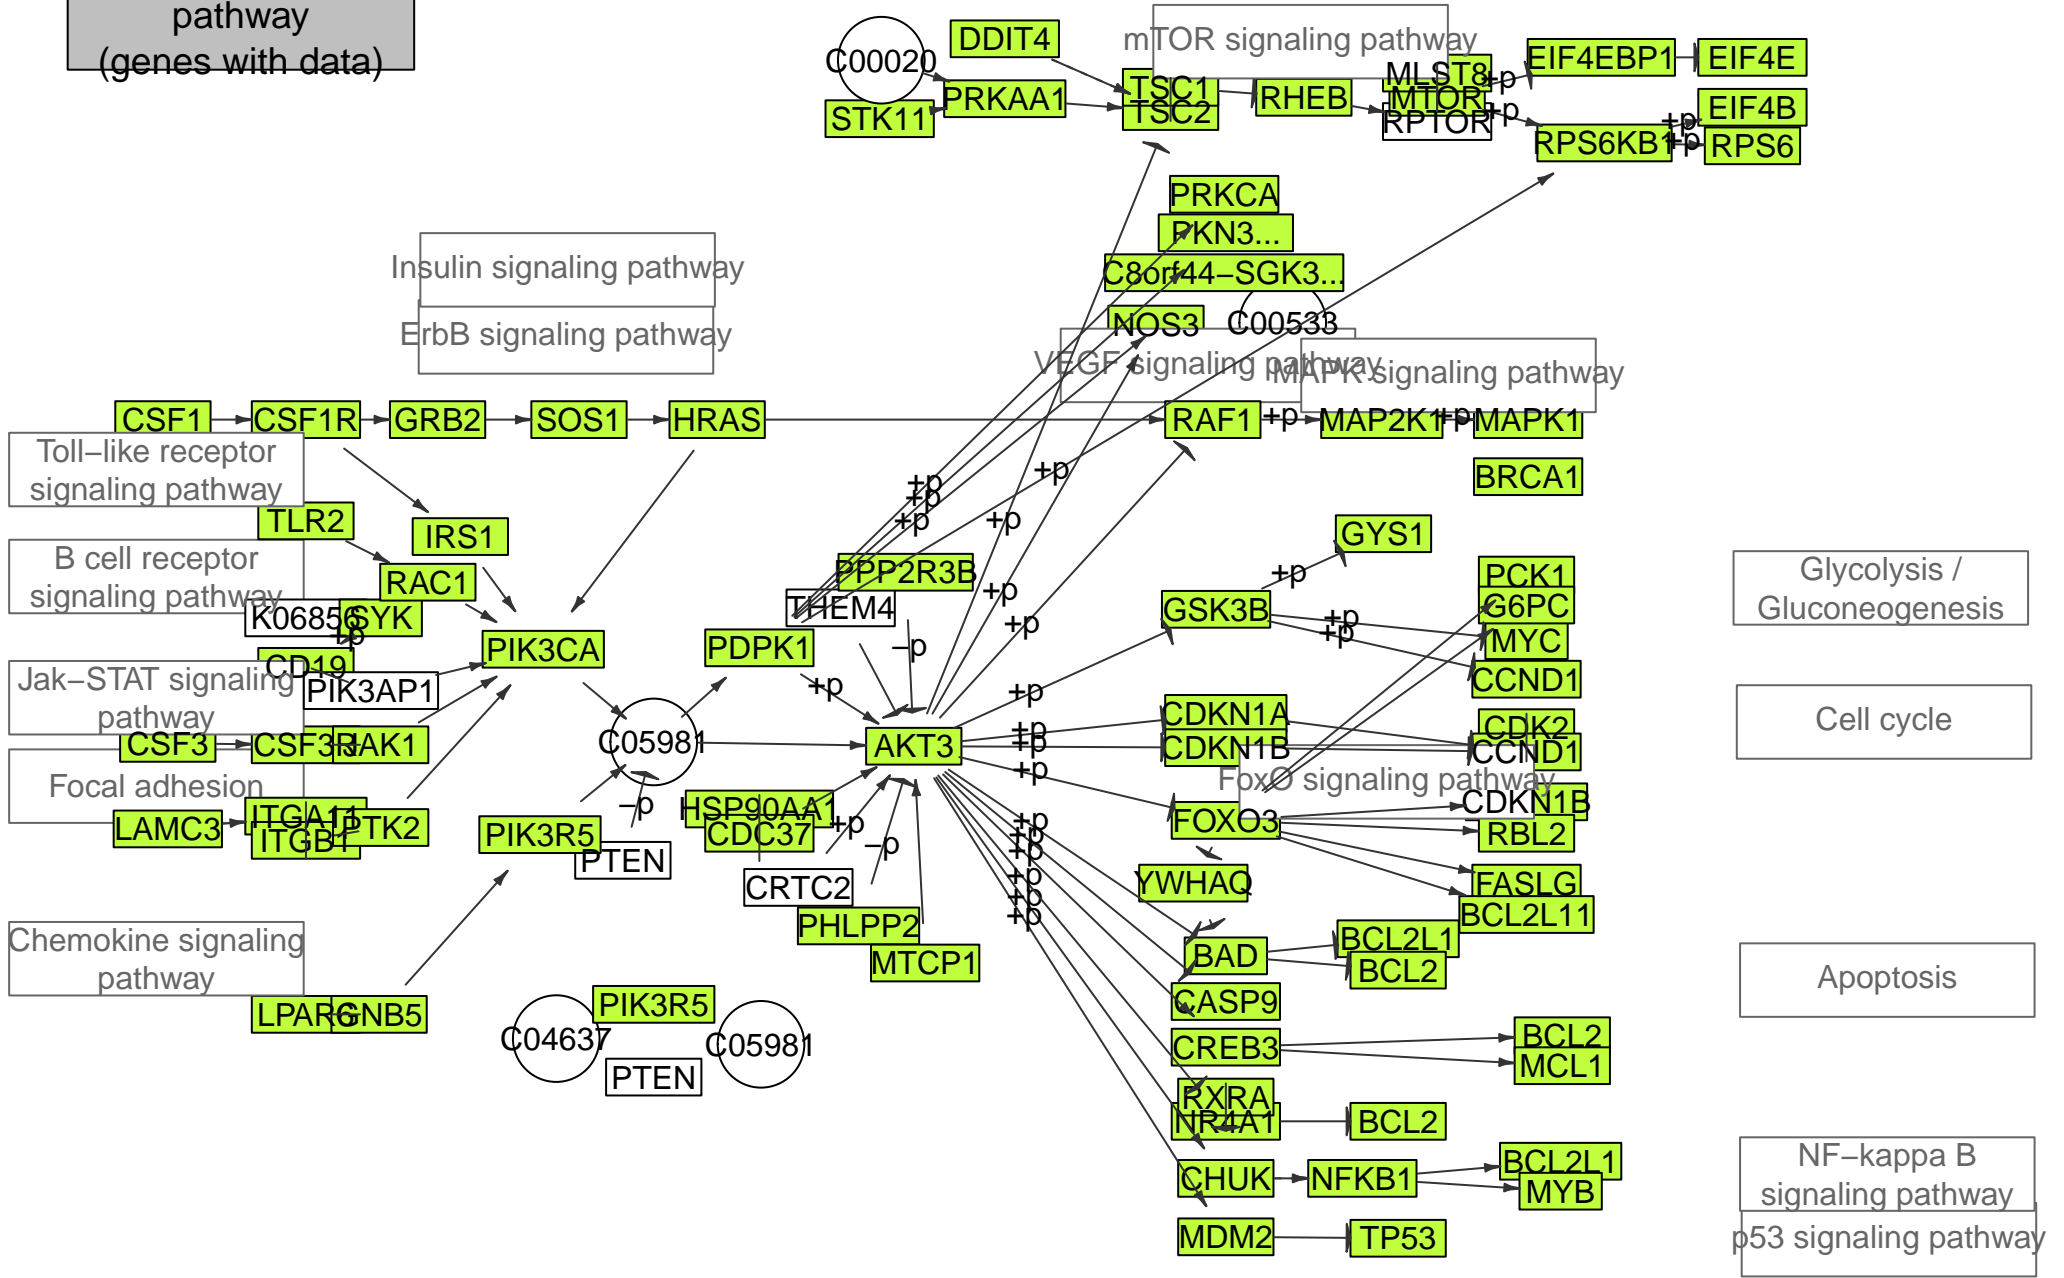 pathway
(genes with data)
C00020
DDIT4
mTOR signaling pathway
STK11
PRKAA1
TSC1
TSC2
RHEB
MLST8
MTOR
RPTOR
+p
+p
EIF4EBP1
EIF4E
EIF4B
+p
+p
RPS6KB1
RPS6
PRKCA
PKN3...
C8orf44−SGK3...
NOS3
C00533
Insulin signaling pathway
ErbB signaling pathway
VEGF signaling pathway
MAPK signaling pathway
CSF1
CSF1R
GRB2
SOS1
HRAS
RAF1
+p
MAP2K1
+p
MAPK1
BRCA1
Toll−like receptor
signaling pathway
TLR2
IRS1
+p
+p
+p
+p
+p
GYS1
B cell receptor
signaling pathway
RAC1
PPP2R3B
THEM4
K06856
SYK
+p
CD19
PIK3AP1
PIK3CA
PDPK1
−p
+p
+p
+p
GSK3B
+p
+p
+p
PCK1
G6PC
MYC
CCND1
Glycolysis /
Gluconeogenesis
Jak−STAT signaling
pathway
CSF3
JAK1
C05981
AKT3
+p
+p
+p
+p
CDKN1A
CDKN1B
CDK2
CCND1
Cell cycle
FoxO signaling pathway
Focal adhesion
LAMC3
ITGA11
ITGB1
PTK2
PIK3R5
−p
PTEN
HSP90AA1
CDC37
+p
−p
CRTC2
PHLPP2
MTCP1
+p
+p
+p
+p
+p
+p
FOXO3
CDKN1B
RBL2
YWHAQ
FASLG
BCL2L11
Chemokine signaling
pathway
BAD
BCL2L1
BCL2
Apoptosis
LPAR6
GNB5
C04637
PIK3R5
PTEN
C05981
CASP9
CREB3
BCL2
MCL1
RXRA
NR4A1
BCL2
CHUK
NFKB1
BCL2L1
MYB
NF−kappa B
signaling pathway
MDM2
TP53
p53 signaling pathway